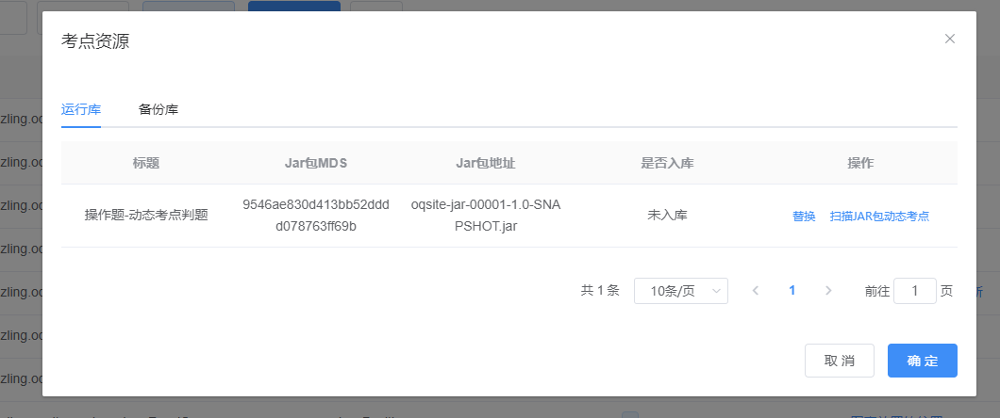 考点资源
运行库 备份库
标题 Jar包MDS Jar包地址 是否入库 操作
操作题-动态考点判题 9546ae830d413bb52ddd oqsite-jar-00001-1.0-SNA 未入库 替换 扫描JAR包动态考点
d078763ff69b PSHOT.jar
共 1 条 10条/页 1 前往 1 页
取 消 确 定
zling.oc
zling.oc
zling.oc
zling.oc
zling.oc
zling.oc